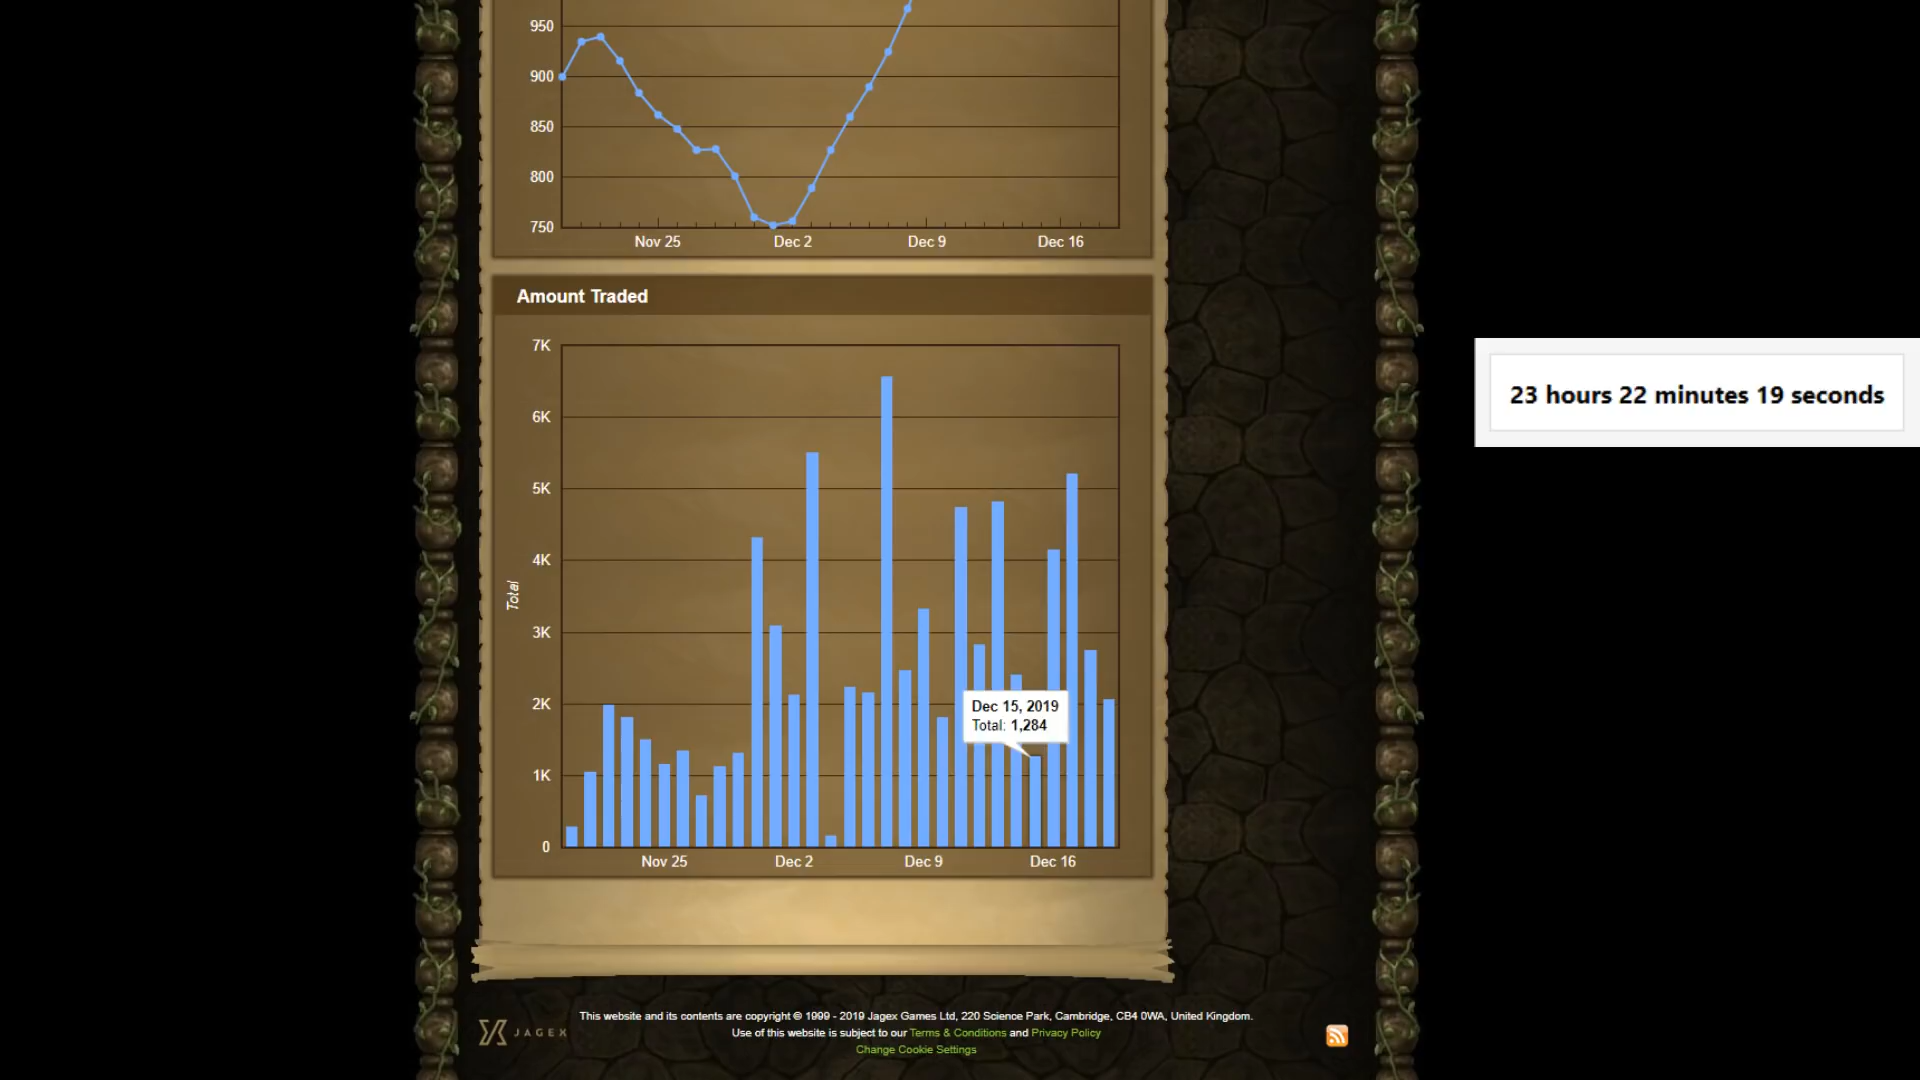 950
900
850
800
750
Nov 25 Dec 2 Dec 9 Dec 16
Amount Traded
7K
6K
5K
4K
3K
2K
1K
0
Total
Dec 15, 2019
Total: 1,284
Nov 25 Dec 2 Dec 9 Dec 16
23 hours 22 minutes 19 seconds
JAGEX
This website and its contents are copyright © 1999 - 2019 Jagex Games Ltd, 220 Science Park, Cambridge, CB4 0WA, United Kingdom.
Use of this website is subject to our Terms & Conditions and Privacy Policy
Change Cookie Settings